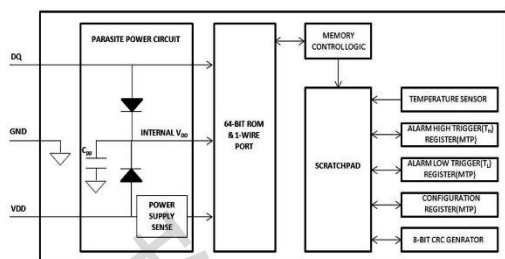 PARASITE POWER CIRCUIT
MEMORY
CONTROL LOGIC
DQ
GND
INTERNAL VDD
CPP
VDD
POWER
SUPPLY
SENSE
64-BIT ROM
& 1-WIRE
PORT
SCRATCHPAD
TEMPERATURE SENSOR
ALARM HIGH TRIGGER(TH)
REGISTER(MTP)
ALARM LOW TRIGGER(TL)
REGISTER(MTP)
CONFIGURATION
REGISTER(MTP)
8-BIT CRC GENRATOR